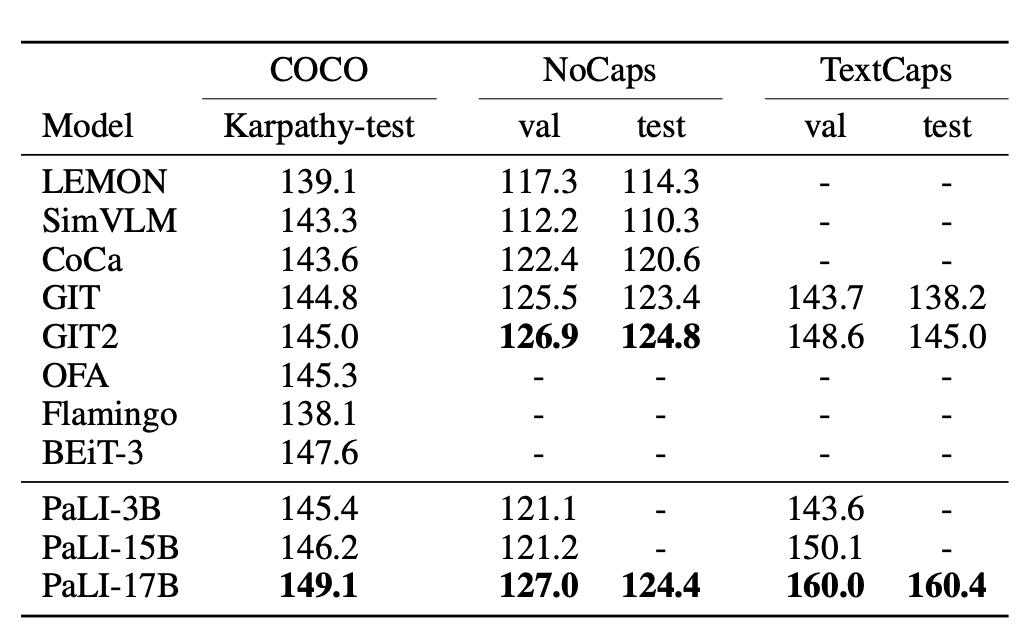 COCO NoCaps TextCaps
Model Karpathy-test val test val test
LEMON 139.1 117.3 114.3 - -
SimVLM 143.3 112.2 110.3 - -
CoCa 143.6 122.4 120.6 - -
GIT 144.8 125.5 123.4 143.7 138.2
GIT2 145.0 126.9 124.8 148.6 145.0
OFA 145.3 - - - -
Flamingo 138.1 - - - -
BEiT-3 147.6 - - - -
PaLI-3B 145.4 121.1 - 143.6 -
PaLI-15B 146.2 121.2 - 150.1 -
PaLI-17B 149.1 127.0 124.4 160.0 160.4